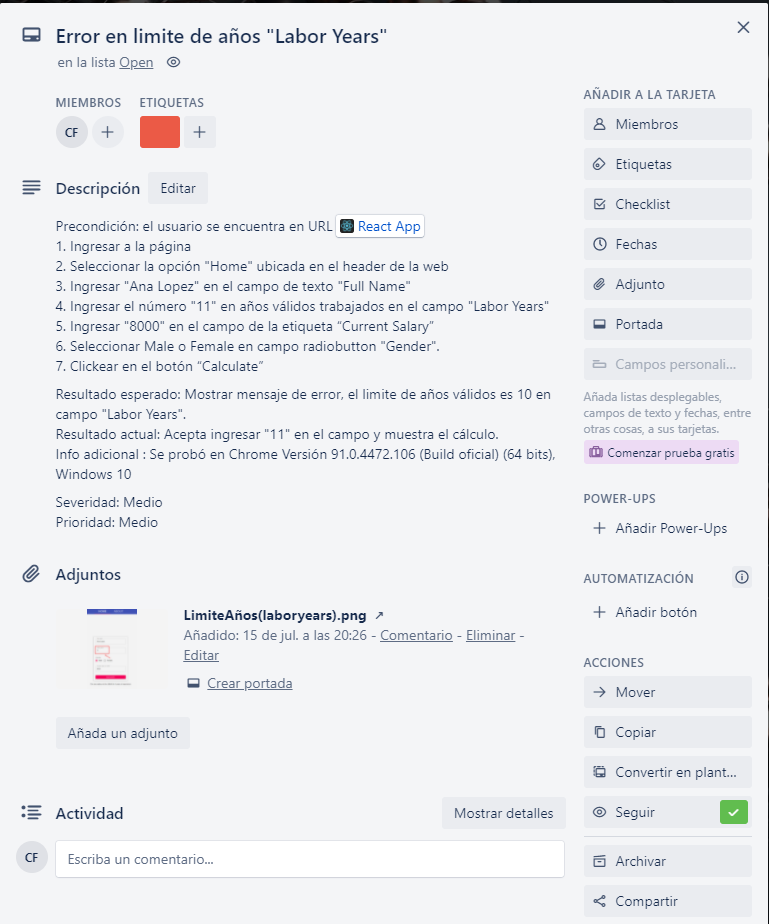 Error en limite de años "Labor Years"
en la lista Open
MIEMBROS
ETIQUETAS
CF
Descripción
Editar
Precondición: el usuario se encuentra en URL React App
1. Ingresar a la página
2. Seleccionar la opción "Home" ubicada en el header de la web
3. Ingresar "Ana Lopez" en el campo de texto "Full Name"
4. Ingresar el número "11" en años válidos trabajados en el campo "Labor Years"
5. Ingresar "8000" en el campo de la etiqueta “Current Salary”
6. Seleccionar Male o Female en campo radiobutton "Gender".
7. Clickear en el botón “Calculate”
Resultado esperado: Mostrar mensaje de error, el limite de años válidos es 10 en
campo "Labor Years".
Resultado actual: Acepta ingresar "11" en el campo y muestra el cálculo.
Info adicional : Se probó en Chrome Versión 91.0.4472.106 (Build oficial) (64 bits),
Windows 10
Severidad: Medio
Prioridad: Medio
Adjuntos
LimiteAños(laboryears).png ↗
Añadido: 15 de jul. a las 20:26 - Comentario - Eliminar -
Editar
Crear portada
Añada un adjunto
Actividad
Mostrar detalles
CF
Escriba un comentario...
AÑADIR A LA TARJETA
Miembros
Etiquetas
Checklist
Fechas
Adjunto
Portada
Campos personali...
Añada listas desplegables,
campos de texto y fechas, entre
otras cosas, a sus tarjetas.
Comenzar prueba gratis
POWER-UPS
Añadir Power-Ups
AUTOMATIZACIÓN
Añadir botón
ACCIONES
Mover
Copiar
Convertir en plant...
Seguir
Archivar
Compartir